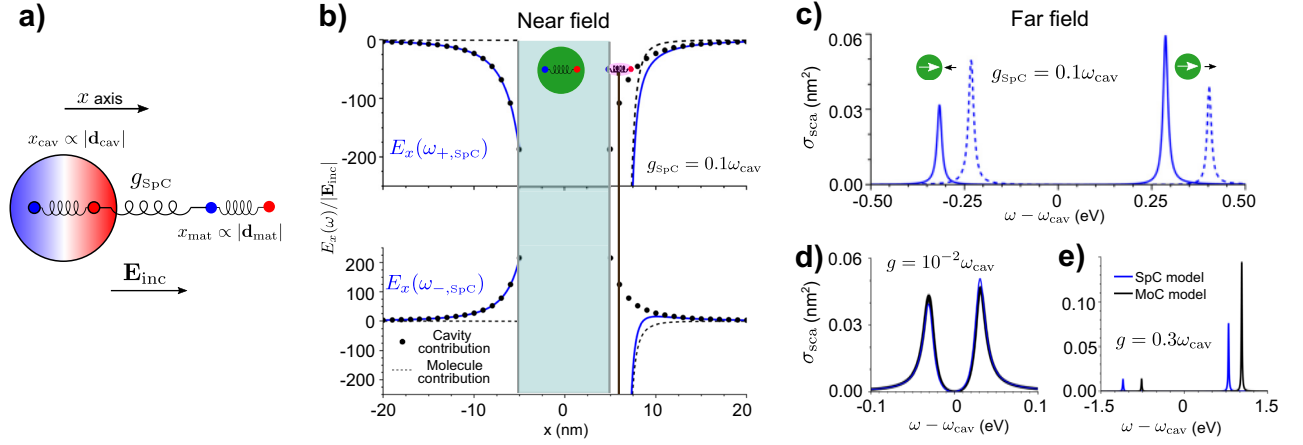 a)
x axis
x_cav ∝ |d_cav|
g_SpC
x_mat ∝ |d_mat|
E_inc
b)
Near field
E_x(ω)/|E_inc|
0
-100
-200
E_x(ω_+,SpC)
g_SpC = 0.1ω_cav
200
100
0
-100
-200
E_x(ω_−,SpC)
Cavity
contribution
Molecule
contribution
-20
-10
0
10
20
x (nm)
c)
Far field
σ_sca (nm²)
0.06
0.03
0.00
g_SpC = 0.1ω_cav
-0.50
-0.25
0
0.25
0.50
ω − ω_cav (eV)
d)
g = 10⁻²ω_cav
σ_sca (nm²)
0.06
0.03
0.00
-0.1
0
0.1
ω − ω_cav (eV)
e)
SpC model
MoC model
g = 0.3ω_cav
0.10
0.05
0.00
-1.5
0
1.5
ω − ω_cav (eV)